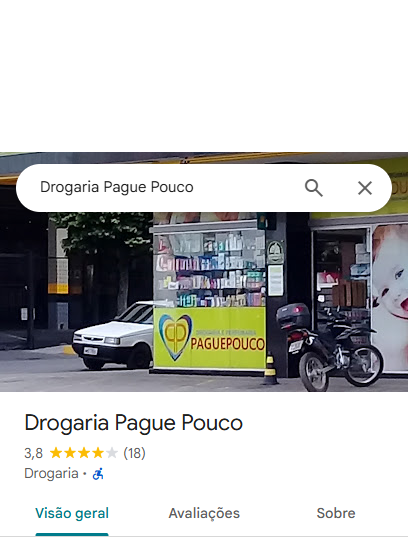 Drogaria Pague Pouco
DROGARIA E PERFUMARIA
PAGUEPOUCO
Drogaria Pague Pouco
3,8 (18)
Drogaria ·
Visão geral
Avaliações
Sobre